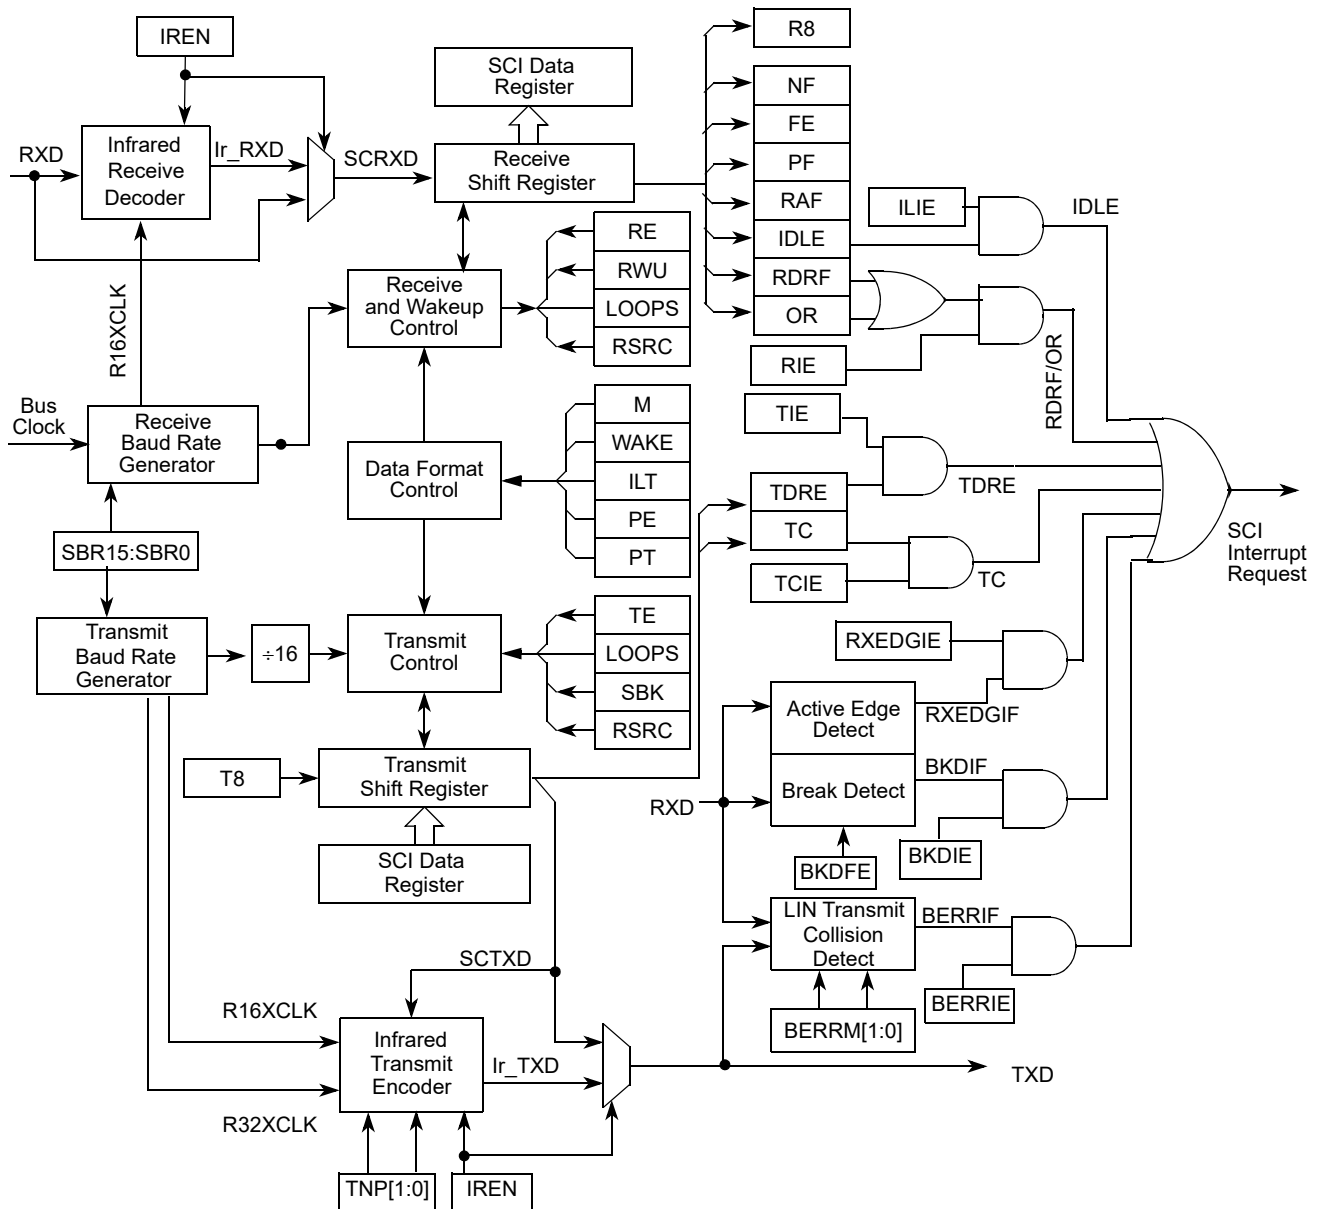 IREN
R8
SCI Data
Register
NF
FE
PF
RAF
IDLE
RDRF
OR
RXD
Infrared
Receive
Decoder
Ir_RXD
SCRXD
Receive
Shift Register
ILIE
IDLE
RE
RWU
LOOPS
RSRC
Receive
and Wakeup
Control
R16XCLK
RIE
RDRF/OR
Bus
Clock
Receive
Baud Rate
Generator
M
WAKE
ILT
PE
PT
Data Format
Control
TIE
TDRE
TC
TDRE
TCIE
TC
SCI
Interrupt
Request
SBR15:SBR0
Transmit
Baud Rate
Generator
÷16
Transmit
Control
TE
LOOPS
SBK
RSRC
RXEDGIE
Active Edge
Detect
RXEDGIF
Break Detect
BKDIF
RXD
T8
Transmit
Shift Register
SCI Data
Register
BKDFE
BKDIE
LIN Transmit
Collision
Detect
BERRIF
BERRIE
BERRM[1:0]
SCTXD
R16XCLK
Infrared
Transmit
Encoder
Ir_TXD
R32XCLK
TXD
TNP[1:0]
IREN